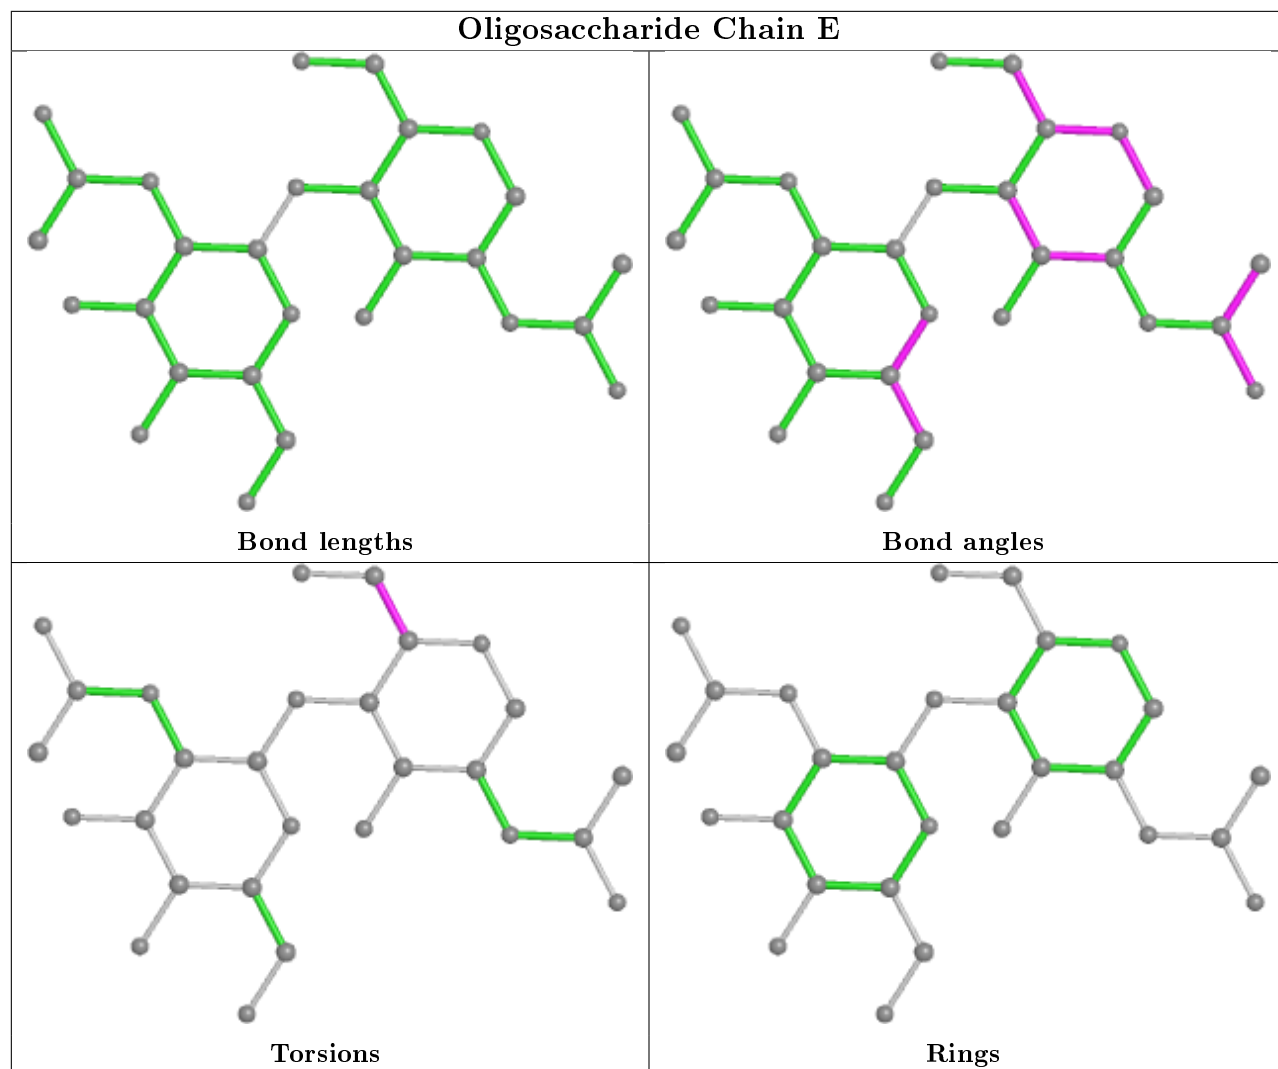 Oligosaccharide Chain E
Bond lengths
Bond angles
Torsions
Rings